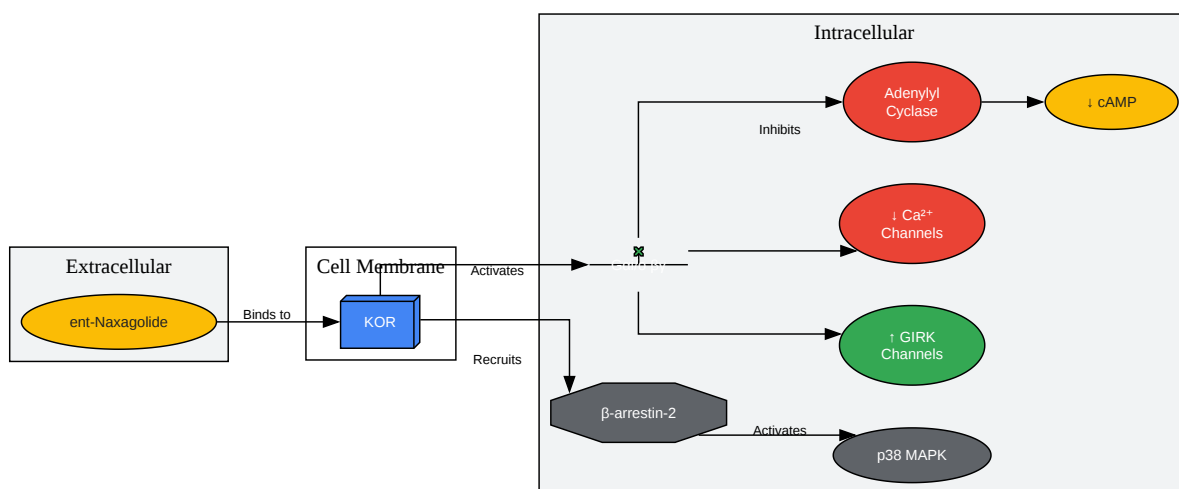 Intracellular
Adenylyl
Cyclase
↓ cAMP
Inhibits
↓ Ca²⁺
Channels
Extracellular
Cell Membrane
Activates
ent-Naxagolide
Binds to
KOR
↑ GIRK
Channels
Recruits
β-arrestin-2
Activates
p38 MAPK